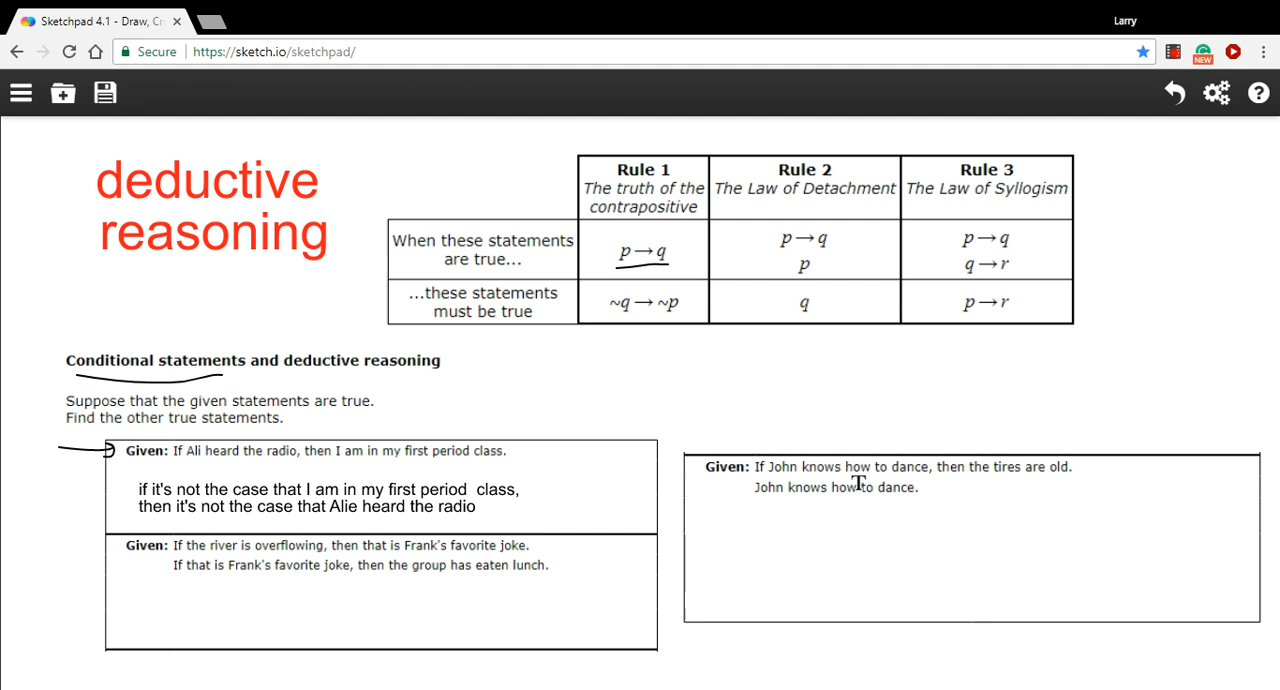 Sketchpad 4.1 - Draw, Cr
Larry
Secure | https://sketch.io/sketchpad/
NEW
deductive
reasoning
Rule 1
The truth of the
contrapositive
Rule 2
The Law of Detachment
Rule 3
The Law of Syllogism
When these statements
are true...
p→q
p→q
p
p→q
q→r
...these statements
must be true
~q→~p
q
p→r
Conditional statements and deductive reasoning
Suppose that the given statements are true.
Find the other true statements.
Given: If Ali heard the radio, then I am in my first period class.
if it's not the case that I am in my first period class,
then it's not the case that Alie heard the radio
Given: If the river is overflowing, then that is Frank's favorite joke.
If that is Frank's favorite joke, then the group has eaten lunch.
Given: If John knows how to dance, then the tires are old.
John knows how to dance.